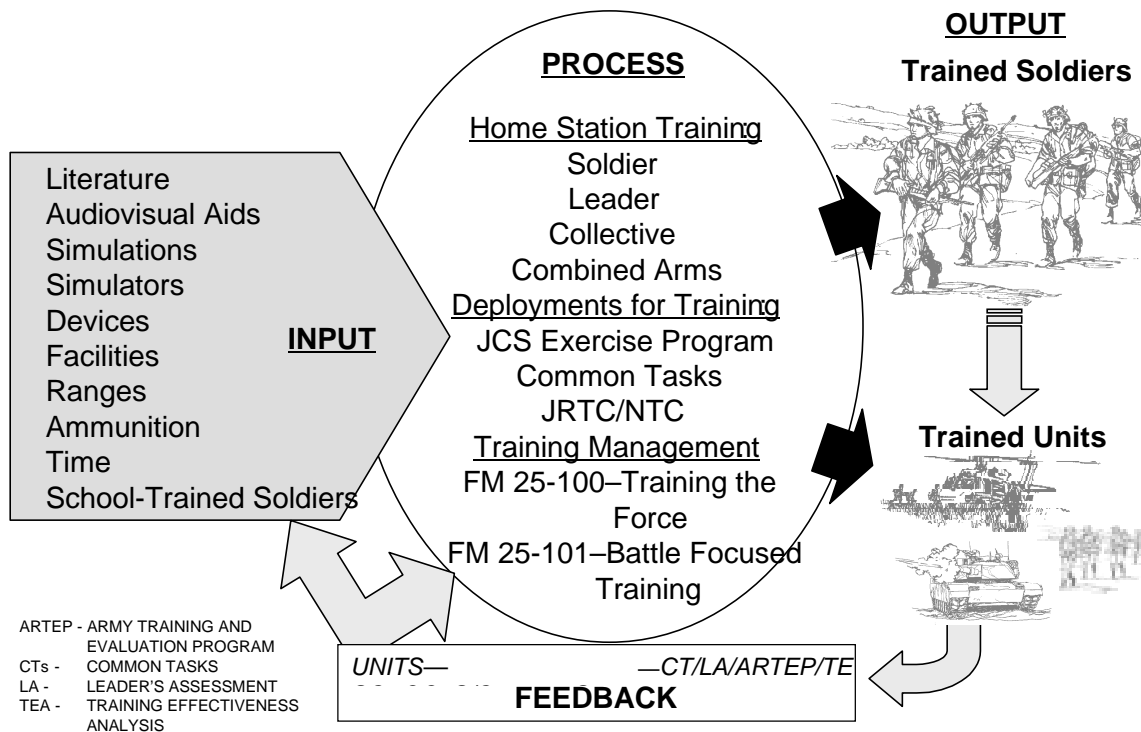 OUTPUT
Trained Soldiers
PROCESS
Home Station Training:
Soldier
Leader
Collective
Combined Arms
Deployments for Training:
JCS Exercise Program
Common Tasks
JRTC/NTC
Training Management:
FM 25-100–Training the
Force
FM 25-101–Battle Focused
Training
Literature
Audiovisual Aids
Simulations
Simulators
Devices
Facilities
Ranges
Ammunition
Time
School-Trained Soldiers
INPUT
Trained Units
UNITS— —CT/LA/ARTEP/TE
FEEDBACK
ARTEP - ARMY TRAINING AND
EVALUATION PROGRAM
CTs - COMMON TASKS
LA - LEADER'S ASSESSMENT
TEA - TRAINING EFFECTIVENESS
ANALYSIS